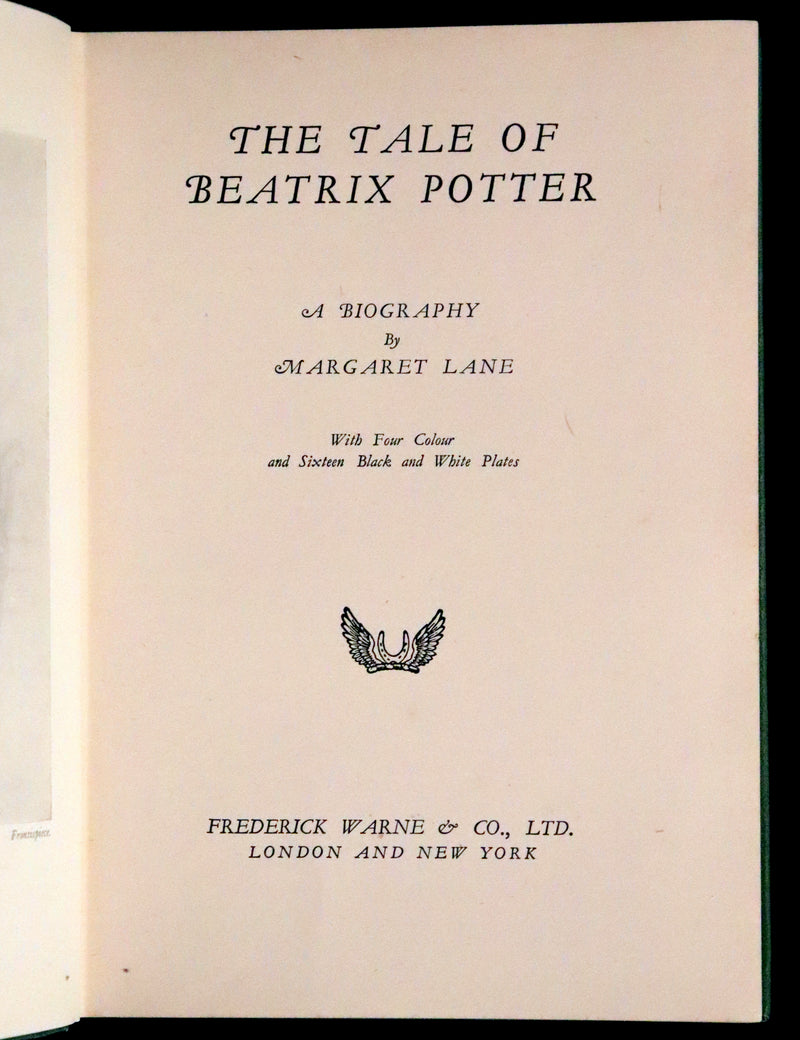 Frontispiece.
THE TALE OF
BEATRIX POTTER
A BIOGRAPHY
By
MARGARET LANE
With Four Colour
and Sixteen Black and White Plates
FREDERICK WARNE & CO., LTD.
LONDON AND NEW YORK